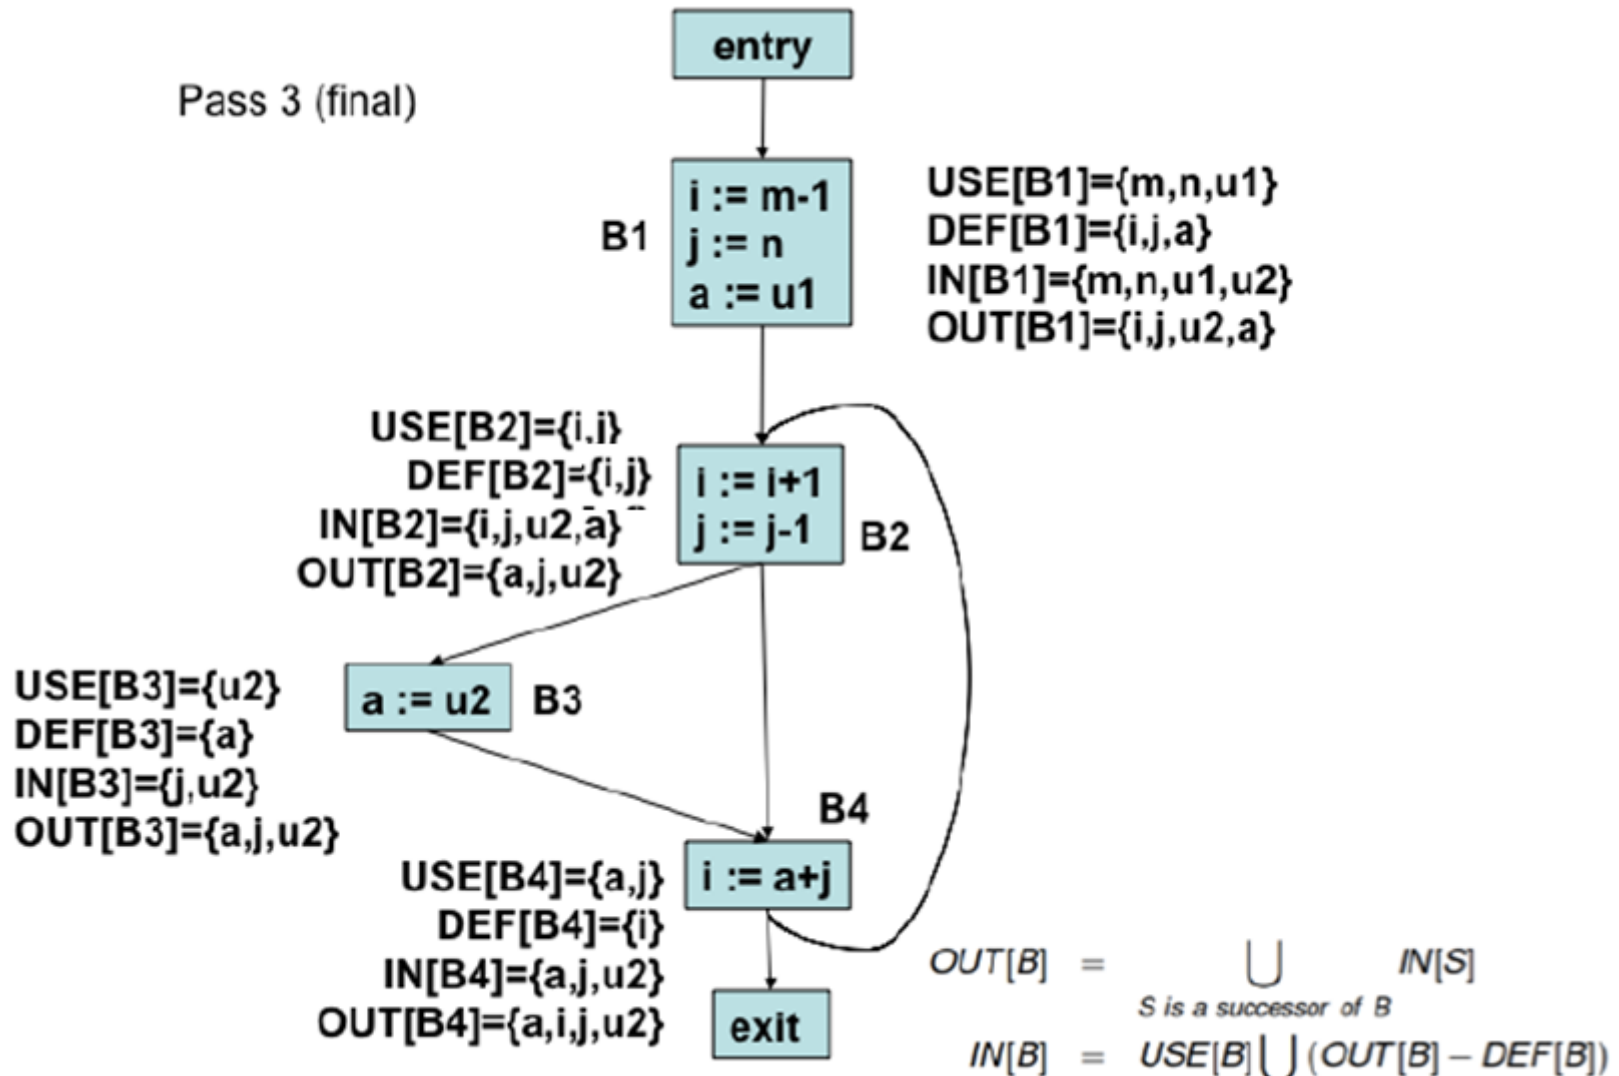 entry
Pass 3 (final)
i := m-1
j := n
a := u1
B1
USE[B1]={m,n,u1}
DEF[B1]={i,j,a}
IN[B1]={m,n,u1,u2}
OUT[B1]={i,j,u2,a}
USE[B2]={i,j}
DEF[B2]={i,j}
IN[B2]={i,j,u2,a}
OUT[B2]={a,j,u2}
i := i+1
j := j-1
B2
USE[B3]={u2}
DEF[B3]={a}
IN[B3]={j,u2}
OUT[B3]={a,j,u2}
a := u2
B3
B4
USE[B4]={a,j}
DEF[B4]={i}
IN[B4]={a,j,u2}
OUT[B4]={a,i,j,u2}
i := a+j
exit
OUT[B] = ⋃ IN[S]
S is a successor of B
IN[B] = USE[B] ⋃ (OUT[B] − DEF[B])